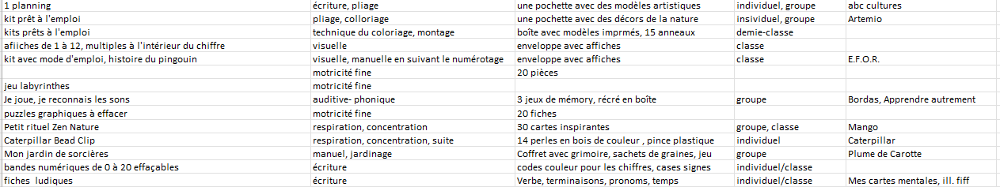 1 planning écriture, pliage une pochette avec des modèles artistiques individuel, groupe abc cultures
kit prêt à l'emploi pliage, colloriage une pochette avec des décors de la nature insividuel, groupe Artemio
kits prêts à l'emploi technique du coloriage, montage boîte avec modèles imprmés, 15 anneaux demie-classe
afiiches de 1 à 12, multiples à l'intérieur du chiffre visuelle enveloppe avec affiches classe
kit avec mode d'emploi, histoire du pingouin visuelle, manuelle en suivant le numérotage enveloppe avec affiches classe E.F.O.R.
motricité fine 20 pièces
jeu labyrinthes motricité fine
Je joue, je reconnais les sons auditive- phonique 3 jeux de mémory, récré en boîte groupe Bordas, Apprendre autrement
puzzles graphiques à effacer motricité fine 20 fiches
Petit rituel Zen Nature respiration, concentration 30 cartes inspirantes groupe, classe Mango
Caterpillar Bead Clip respiration, concentration, suite 14 perles en bois de couleur , pince plastique individuel Caterpillar
Mon jardin de sorcières manuel, jardinage Coffret avec grimoire, sachets de graines, jeu groupe Plume de Carotte
bandes numériques de 0 à 20 effaçables écriture codes couleur pour les chiffres, cases signes individuel/classe
fiches ludiques écriture Verbe, terminaisons, pronoms, temps individuel/classe Mes cartes mentales, ill. fiff